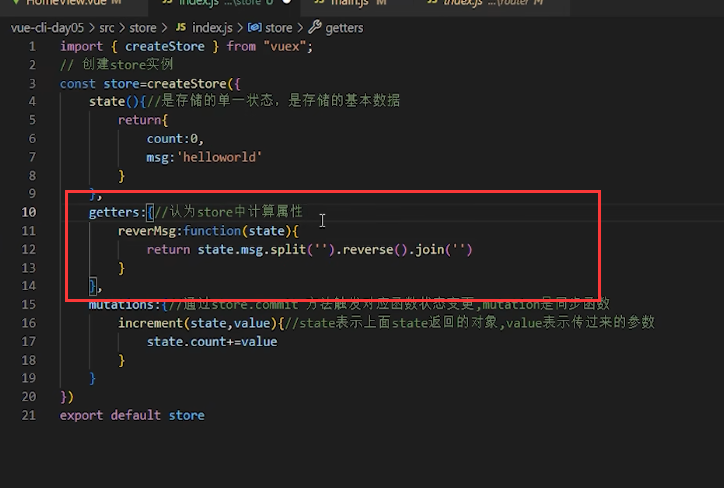 HomeView.vue M
index.js ...\store
main.js M
index.js ...\router M
vue-cli-day05 > src > store > JS index.js > store > getters
1 import { createStore } from "vuex";
2 // 创建store实例
3 const store=createStore({
4 state(){//是存储的单一状态，是存储的基本数据
5 return{
6 count:0,
7 msg:'helloworld'
8 }
9 },
10 getters:{//认为store中计算属性
11 reverMsg:function(state){
12 return state.msg.split('').reverse().join('')
13 }
14 },
15 mutations:{//通过store.commit 方法触发对应函数状态变更,mutation是同步函数
16 increment(state,value){//state表示上面state返回的对象,value表示传过来的参数
17 state.count+=value
18 }
19 }
20 })
21 export default store